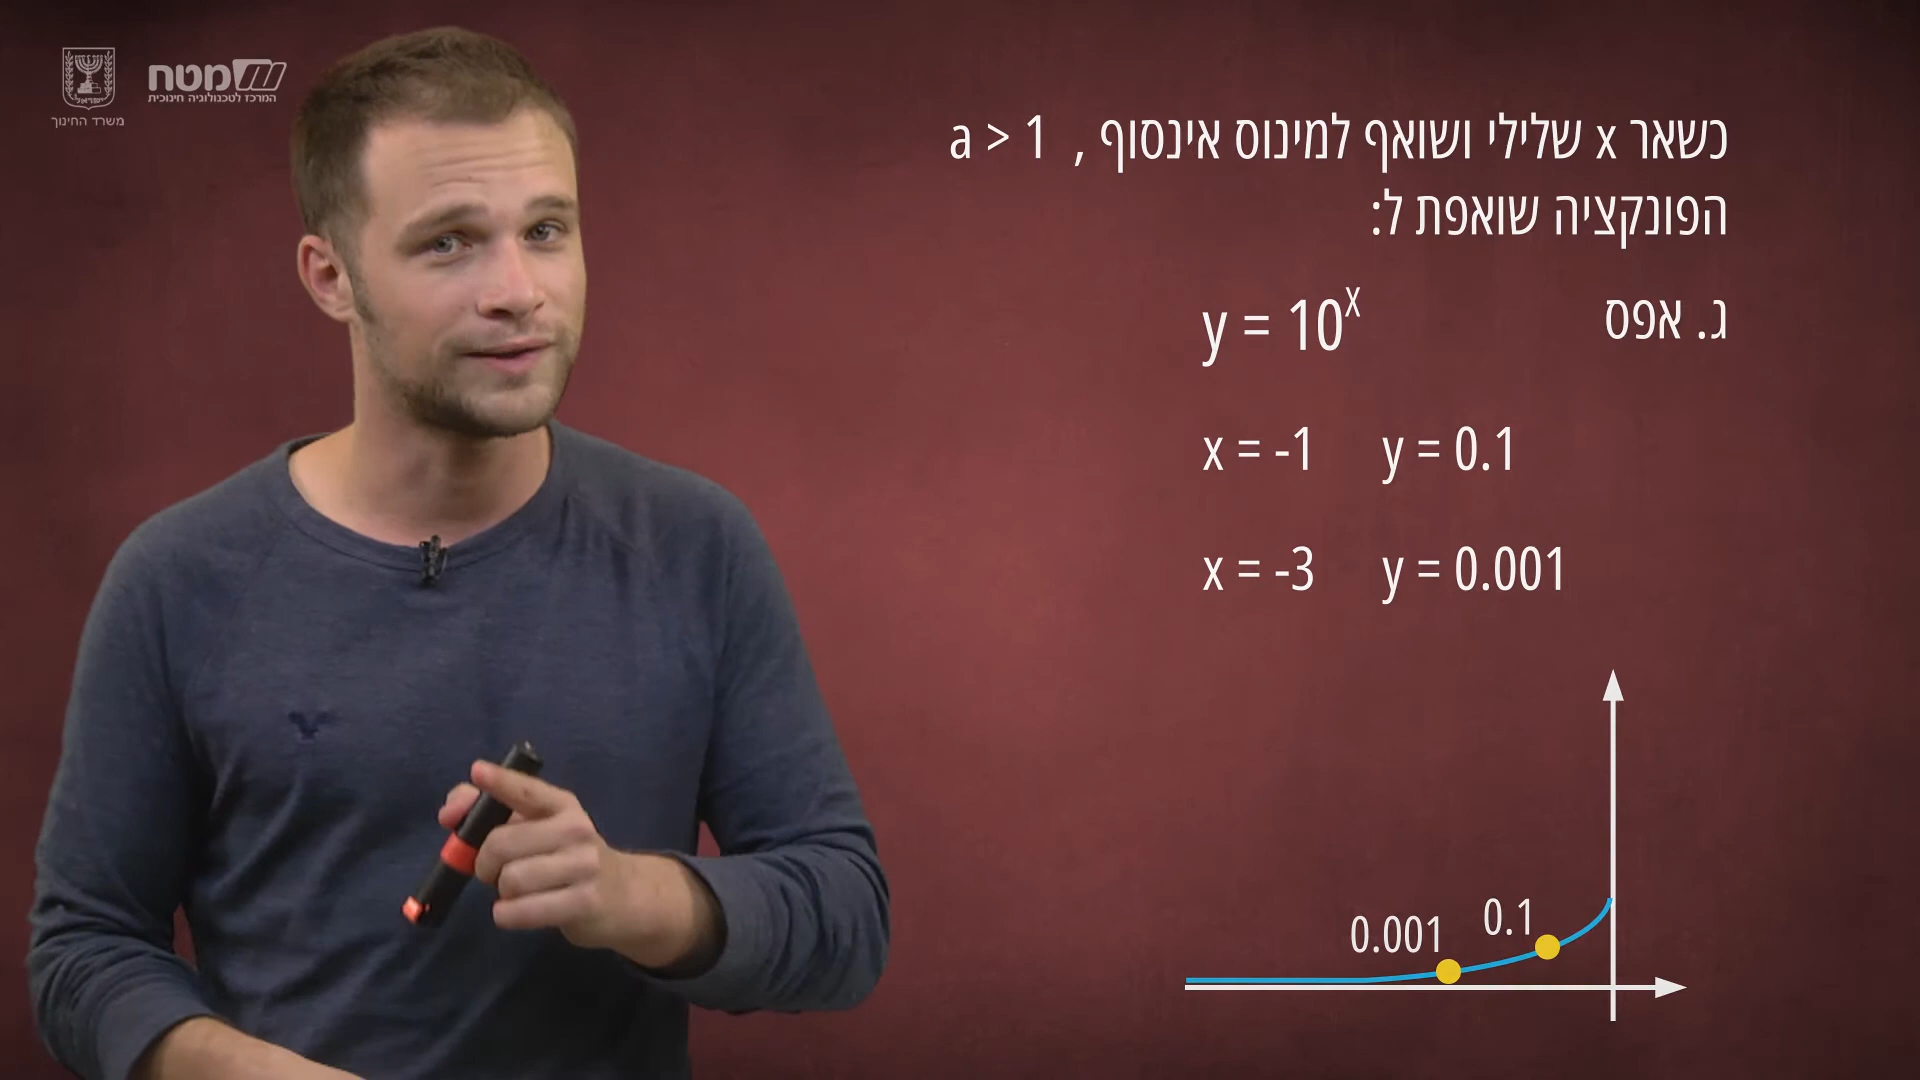 משרד החינוך
מטח
המרכז לטכנולוגיה חינוכית
כשאר x שלילי ושואף למינוס אינסוף , a > 1
הפונקציה שואפת ל:
ג. אפס
y = 10ˣ
x = -1 y = 0.1
x = -3 y = 0.001
0.001 0.1